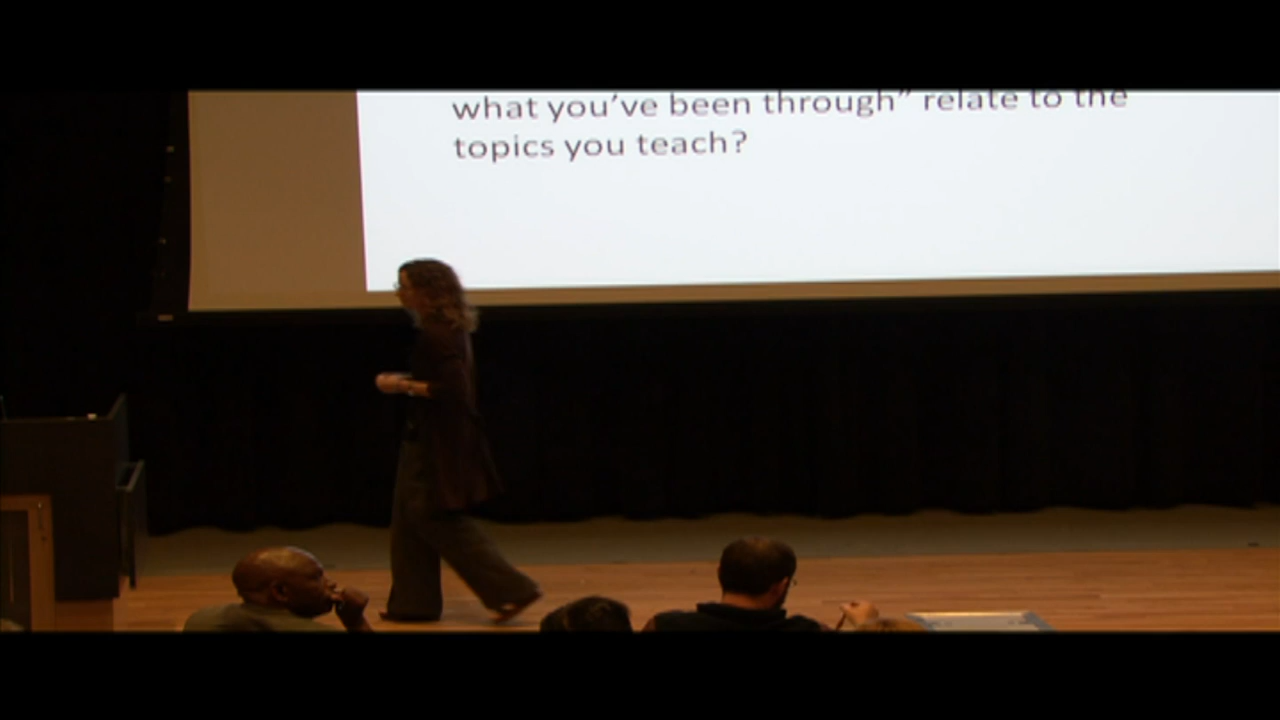 what you've been through” relate to the
topics you teach?